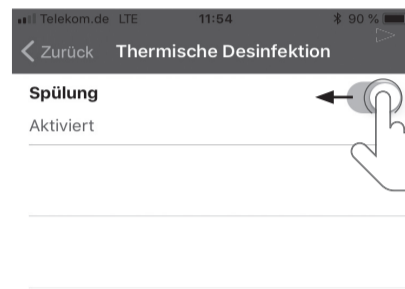 Telekom.de LTE 11:54 90 %
Zurück Thermische Desinfektion
Spülung
Aktiviert